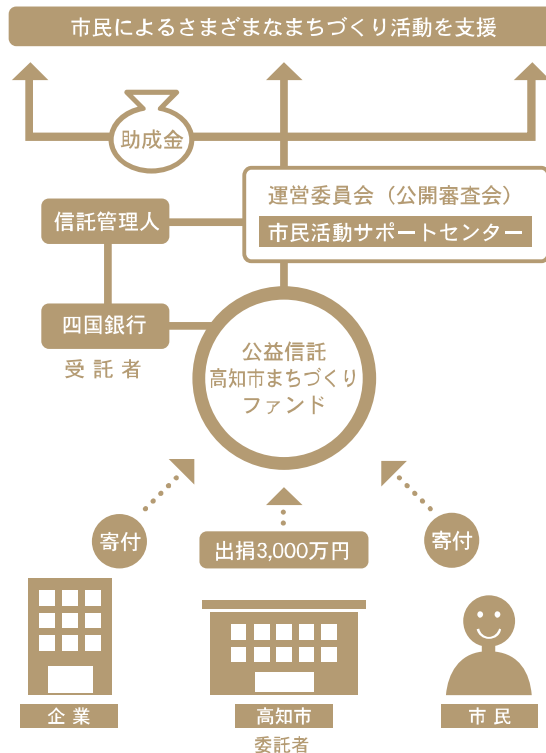 市民によるさまざまなまちづくり活動を支援
助成金
運営委員会（公開審査会）
市民活動サポートセンター
信託管理人
四国銀行
受託者
公益信託
高知市まちづくり
ファンド
寄付
出捐3,000万円
寄付
企業
高知市
委託者
市民